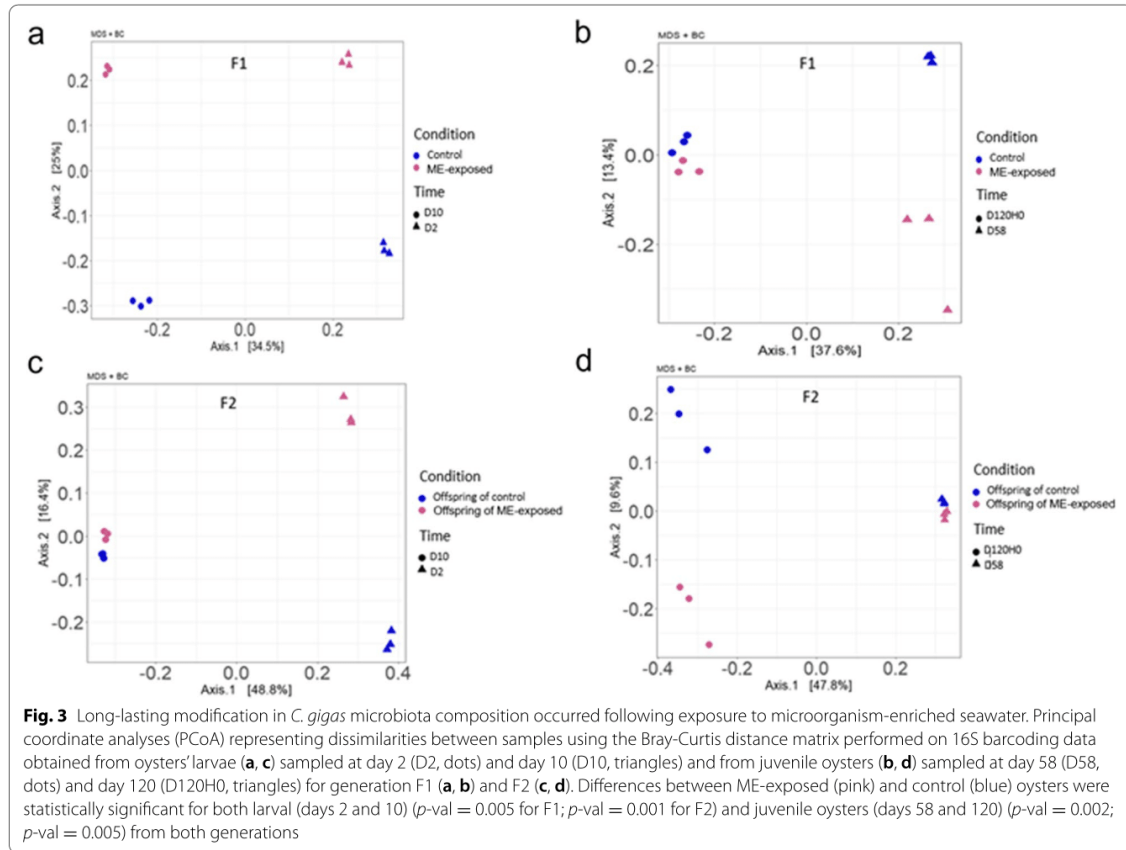 a
MDS + BC
F1
0.2
0.1
0.0
-0.1
-0.2
-0.3
Axis.2 [25%]
-0.2
0.0
0.2
Axis.1 [34.5%]
Condition
Control
ME-exposed
Time
D10
D2
b
MDS + BC
F1
0.2
0.0
-0.2
Axis.2 [13.4%]
-0.2
0.0
0.2
Axis.1 [37.6%]
Condition
Control
ME-exposed
Time
D120H0
D58
c
MDS + BC
F2
0.3
0.2
0.1
0.0
-0.1
-0.2
Axis.2 [16.4%]
-0.2
0.0
0.2
0.4
Axis.1 [48.8%]
Condition
Offspring of control
Offspring of ME-exposed
Time
D10
D2
d
MDS + BC
F2
0.2
0.1
0.0
-0.1
-0.2
Axis.2 [9.6%]
-0.4
-0.2
0.0
0.2
Axis.1 [47.8%]
Condition
Offspring of control
Offspring of ME-exposed
Time
D120H0
D58
Fig. 3 Long-lasting modification in C. gigas microbiota composition occurred following exposure to microorganism-enriched seawater. Principal
coordinate analyses (PCoA) representing dissimilarities between samples using the Bray-Curtis distance matrix performed on 16S barcoding data
obtained from oysters’ larvae (a, c) sampled at day 2 (D2, dots) and day 10 (D10, triangles) and from juvenile oysters (b, d) sampled at day 58 (D58,
dots) and day 120 (D120H0, triangles) for generation F1 (a, b) and F2 (c, d). Differences between ME-exposed (pink) and control (blue) oysters were
statistically significant for both larval (days 2 and 10) (p-val = 0.005 for F1; p-val = 0.001 for F2) and juvenile oysters (days 58 and 120) (p-val = 0.002;
p-val = 0.005) from both generations